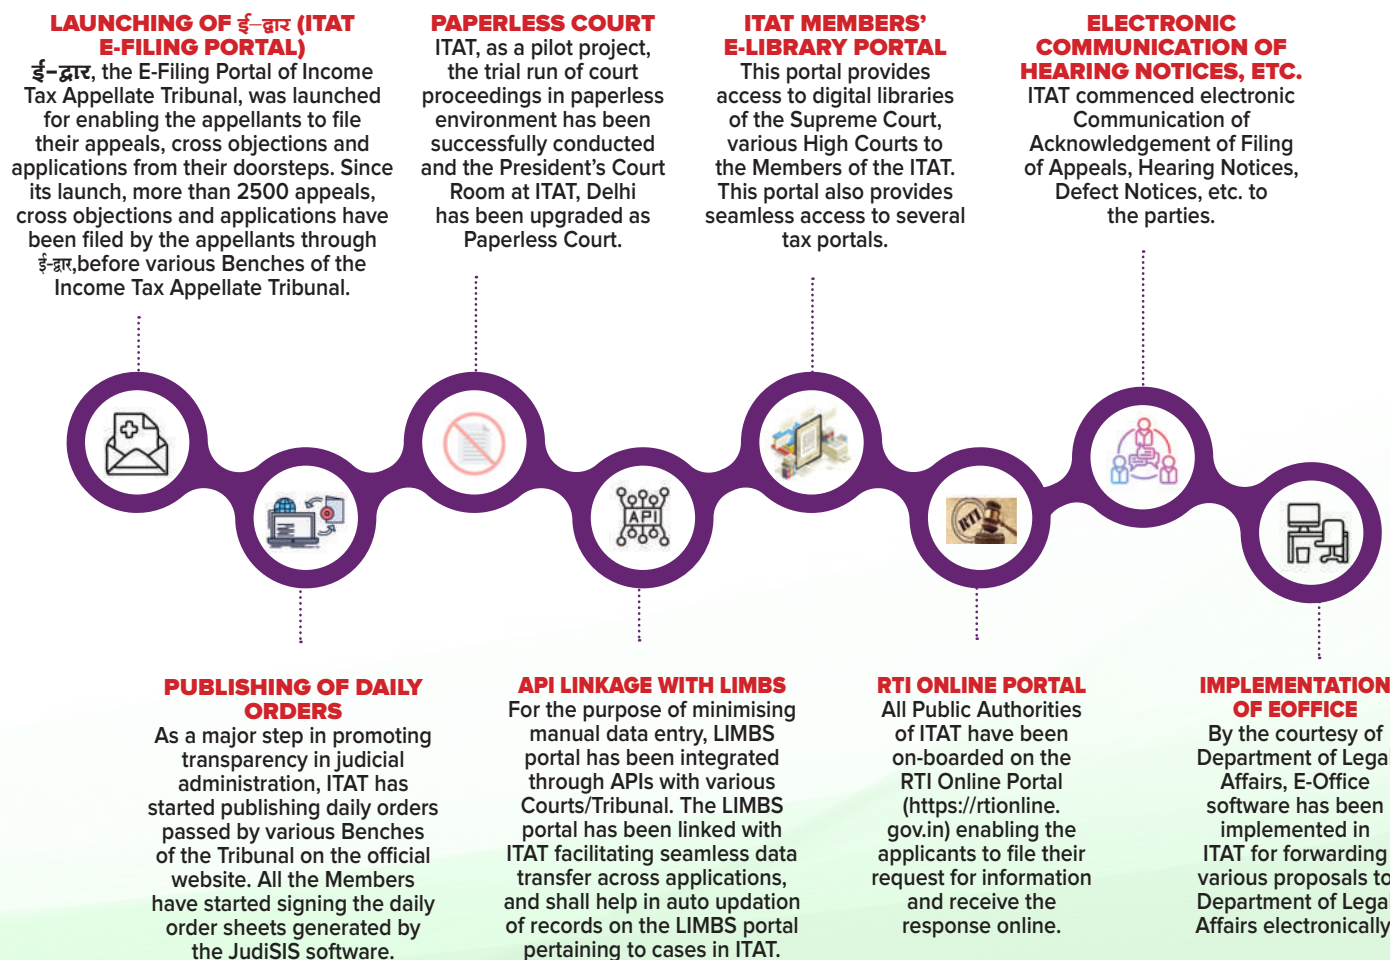 LAUNCHING OF ई-द्वार (ITAT
E-FILING PORTAL)
ई-द्वार, the E-Filing Portal of Income
Tax Appellate Tribunal, was launched
for enabling the appellants to file
their appeals, cross objections and
applications from their doorsteps. Since
its launch, more than 2500 appeals,
cross objections and applications have
been filed by the appellants through
ई-द्वार,before various Benches of the
Income Tax Appellate Tribunal.
PAPERLESS COURT
ITAT, as a pilot project,
the trial run of court
proceedings in paperless
environment has been
successfully conducted
and the President's Court
Room at ITAT, Delhi
has been upgraded as
Paperless Court.
ITAT MEMBERS'
E-LIBRARY PORTAL
This portal provides
access to digital libraries
of the Supreme Court,
various High Courts to
the Members of the ITAT.
This portal also provides
seamless access to several
tax portals.
ELECTRONIC
COMMUNICATION OF
HEARING NOTICES, ETC.
ITAT commenced electronic
Communication of
Acknowledgement of Filing
of Appeals, Hearing Notices,
Defect Notices, etc. to
the parties.
API
RTI
PUBLISHING OF DAILY
ORDERS
As a major step in promoting
transparency in judicial
administration, ITAT has
started publishing daily orders
passed by various Benches
of the Tribunal on the official
website. All the Members
have started signing the daily
order sheets generated by
the JudiSIS software.
API LINKAGE WITH LIMBS
For the purpose of minimising
manual data entry, LIMBS
portal has been integrated
through APIs with various
Courts/Tribunal. The LIMBS
portal has been linked with
ITAT facilitating seamless data
transfer across applications,
and shall help in auto updation
of records on the LIMBS portal
pertaining to cases in ITAT.
RTI ONLINE PORTAL
All Public Authorities
of ITAT have been
on-boarded on the
RTI Online Portal
(https://rtionline.
gov.in) enabling the
applicants to file their
request for information
and receive the
response online.
IMPLEMENTATION
OF EOFFICE
By the courtesy of
Department of Legal
Affairs, E-Office
software has been
implemented in
ITAT for forwarding
various proposals to
Department of Legal
Affairs electronically